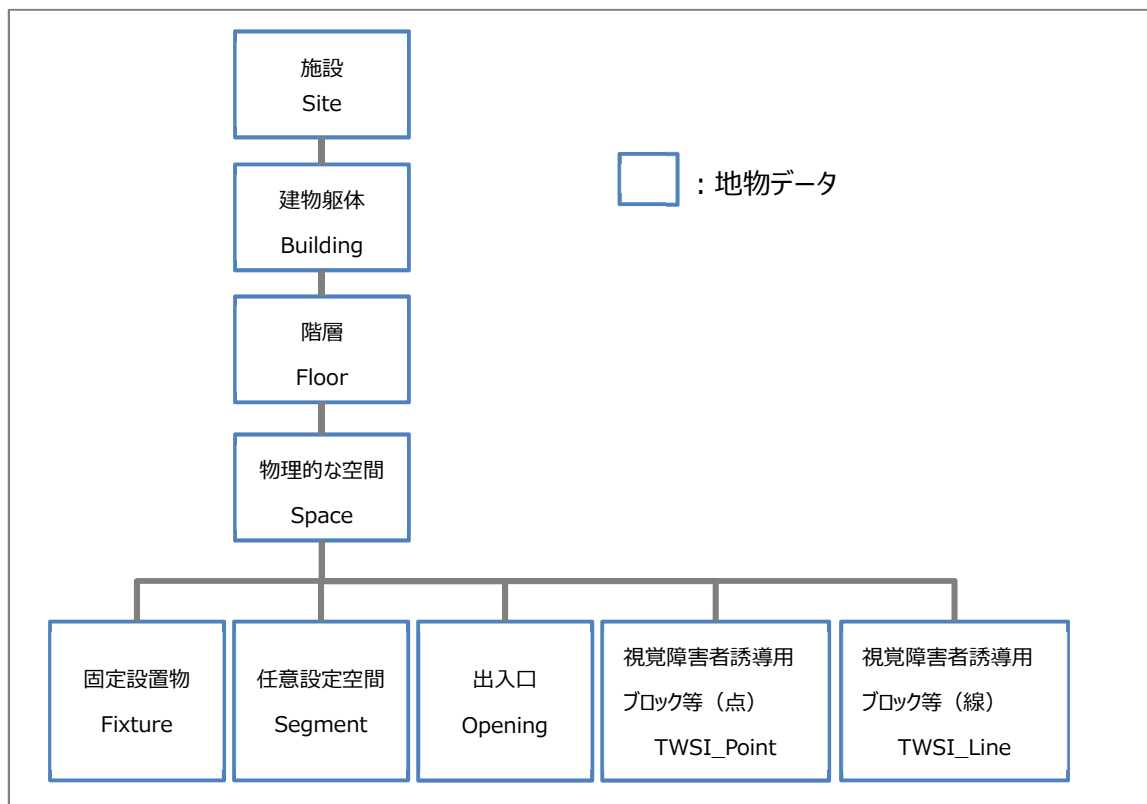 施設
Site
：地物データ
建物躯体
Building
階層
Floor
物理的な空間
Space
固定設置物
Fixture
任意設定空間
Segment
出入口
Opening
視覚障害者誘導用
ブロック等（点）
TWSI_Point
視覚障害者誘導用
ブロック等（線）
TWSI_Line